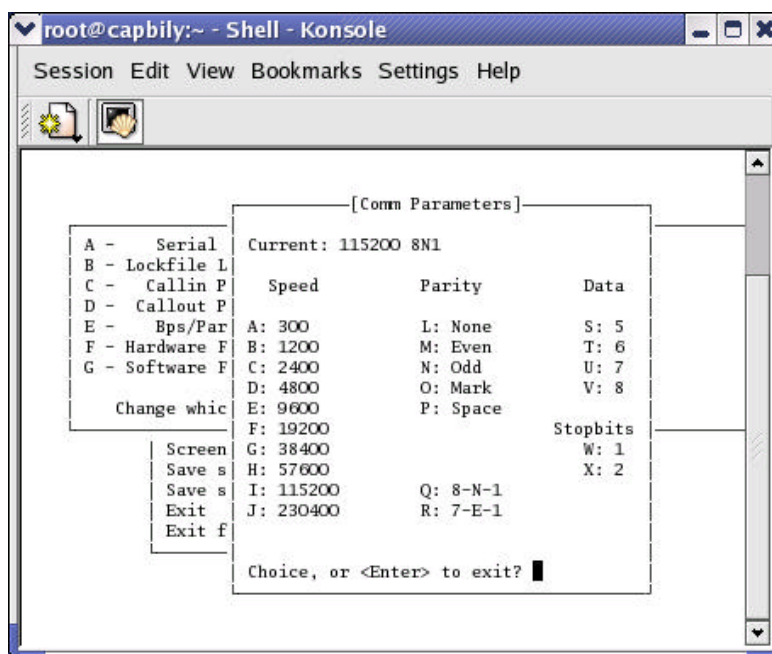 root@capbily:~ - Shell - Konsole
Session Edit View Bookmarks Settings Help
[Comm Parameters]
A - Serial
B - Lockfile L
C - Callin P
D - Callout P
E - Bps/Par
F - Hardware F
G - Software F
Change whic
Screen
Save s
Save s
Exit
Exit f
Current: 115200 8N1
Speed Parity Data
A: 300 L: None S: 5
B: 1200 M: Even T: 6
C: 2400 N: Odd U: 7
D: 4800 O: Mark V: 8
E: 9600 P: Space
F: 19200 Stopbits
G: 38400 W: 1
H: 57600 X: 2
I: 115200 Q: 8-N-1
J: 230400 R: 7-E-1
Choice, or <Enter> to exit?